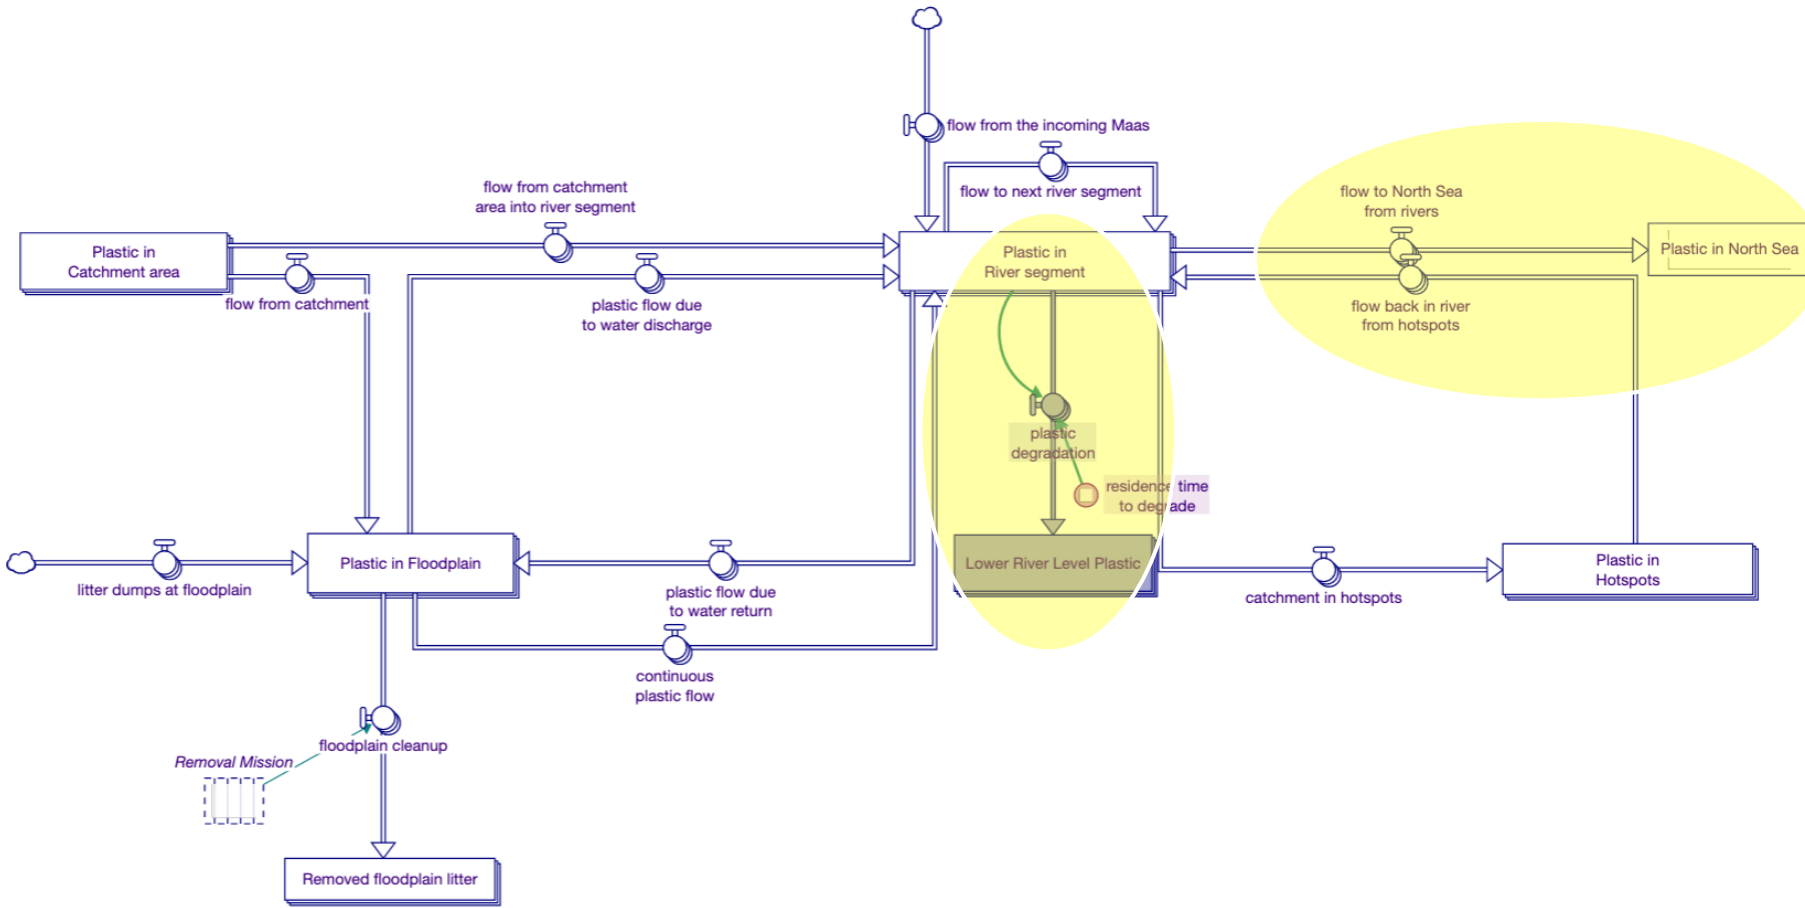 flow from the incoming Maas
flow from catchment
area into river segment
flow to next river segment
flow to North Sea
from rivers
Plastic in
Catchment area
Plastic in
River segment
Plastic in North Sea
flow from catchment
plastic flow due
to water discharge
flow back in river
from hotspots
plastic
degradation
residence time
to degrade
litter dumps at floodplain
Plastic in Floodplain
plastic flow due
to water return
Lower River Level Plastic
catchment in hotspots
Plastic in
Hotspots
continuous
plastic flow
floodplain cleanup
Removal Mission
Removed floodplain litter